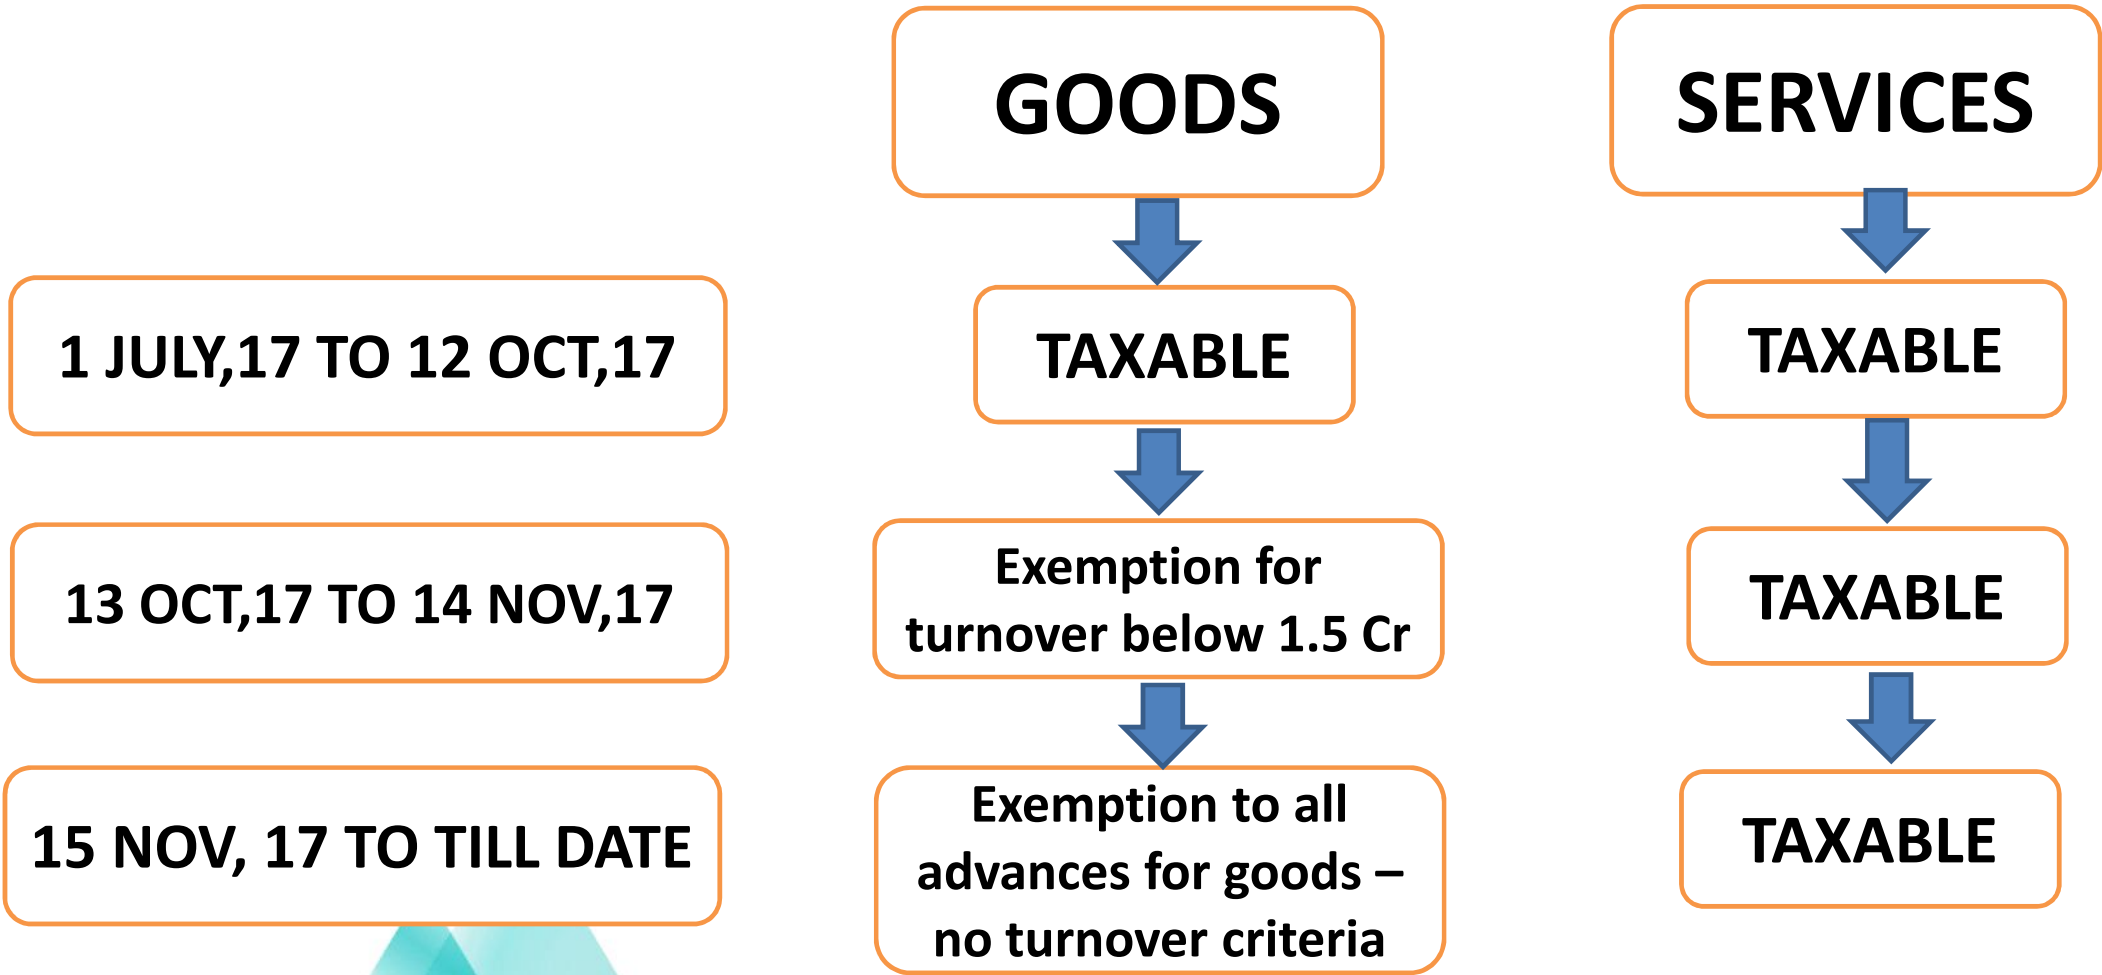 GOODS
SERVICES
1 JULY,17 TO 12 OCT,17
TAXABLE
TAXABLE
13 OCT,17 TO 14 NOV,17
Exemption for
turnover below 1.5 Cr
TAXABLE
15 NOV, 17 TO TILL DATE
Exemption to all
advances for goods –
no turnover criteria
TAXABLE